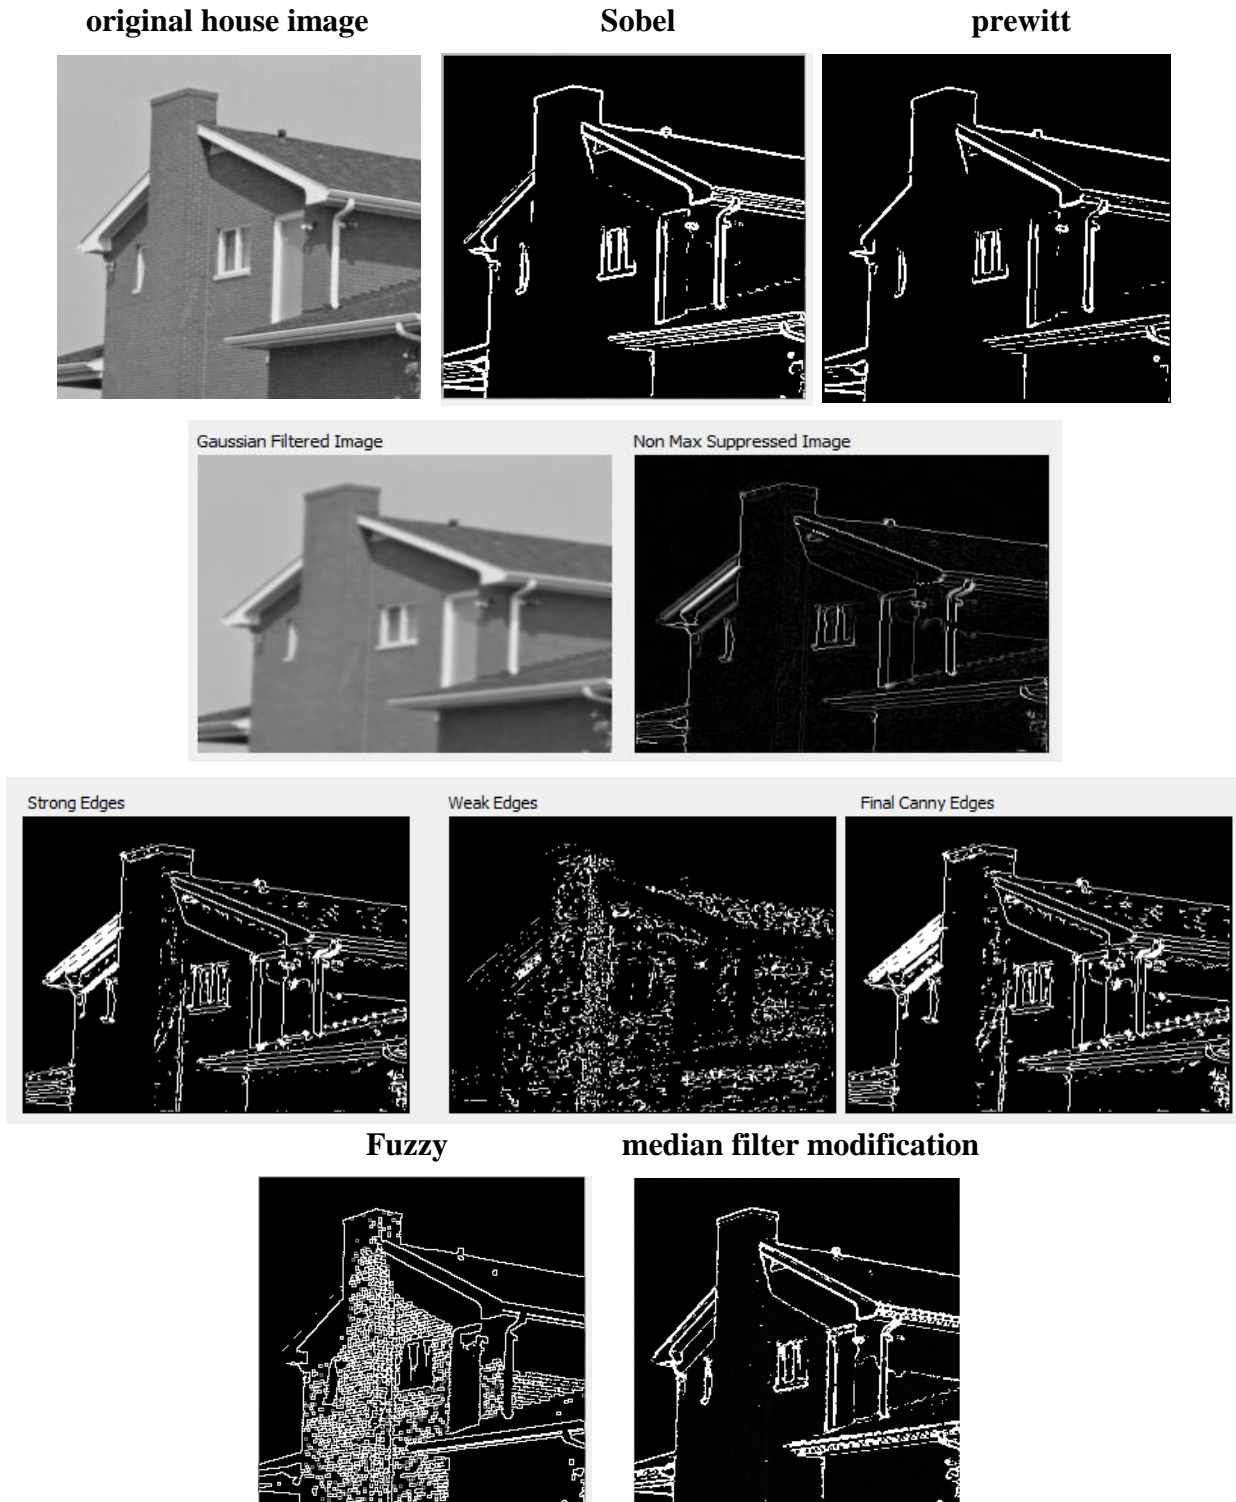 original house image Sobel prewitt
Gaussian Filtered Image Non Max Suppressed Image
Strong Edges Weak Edges Final Canny Edges
Fuzzy median filter modification